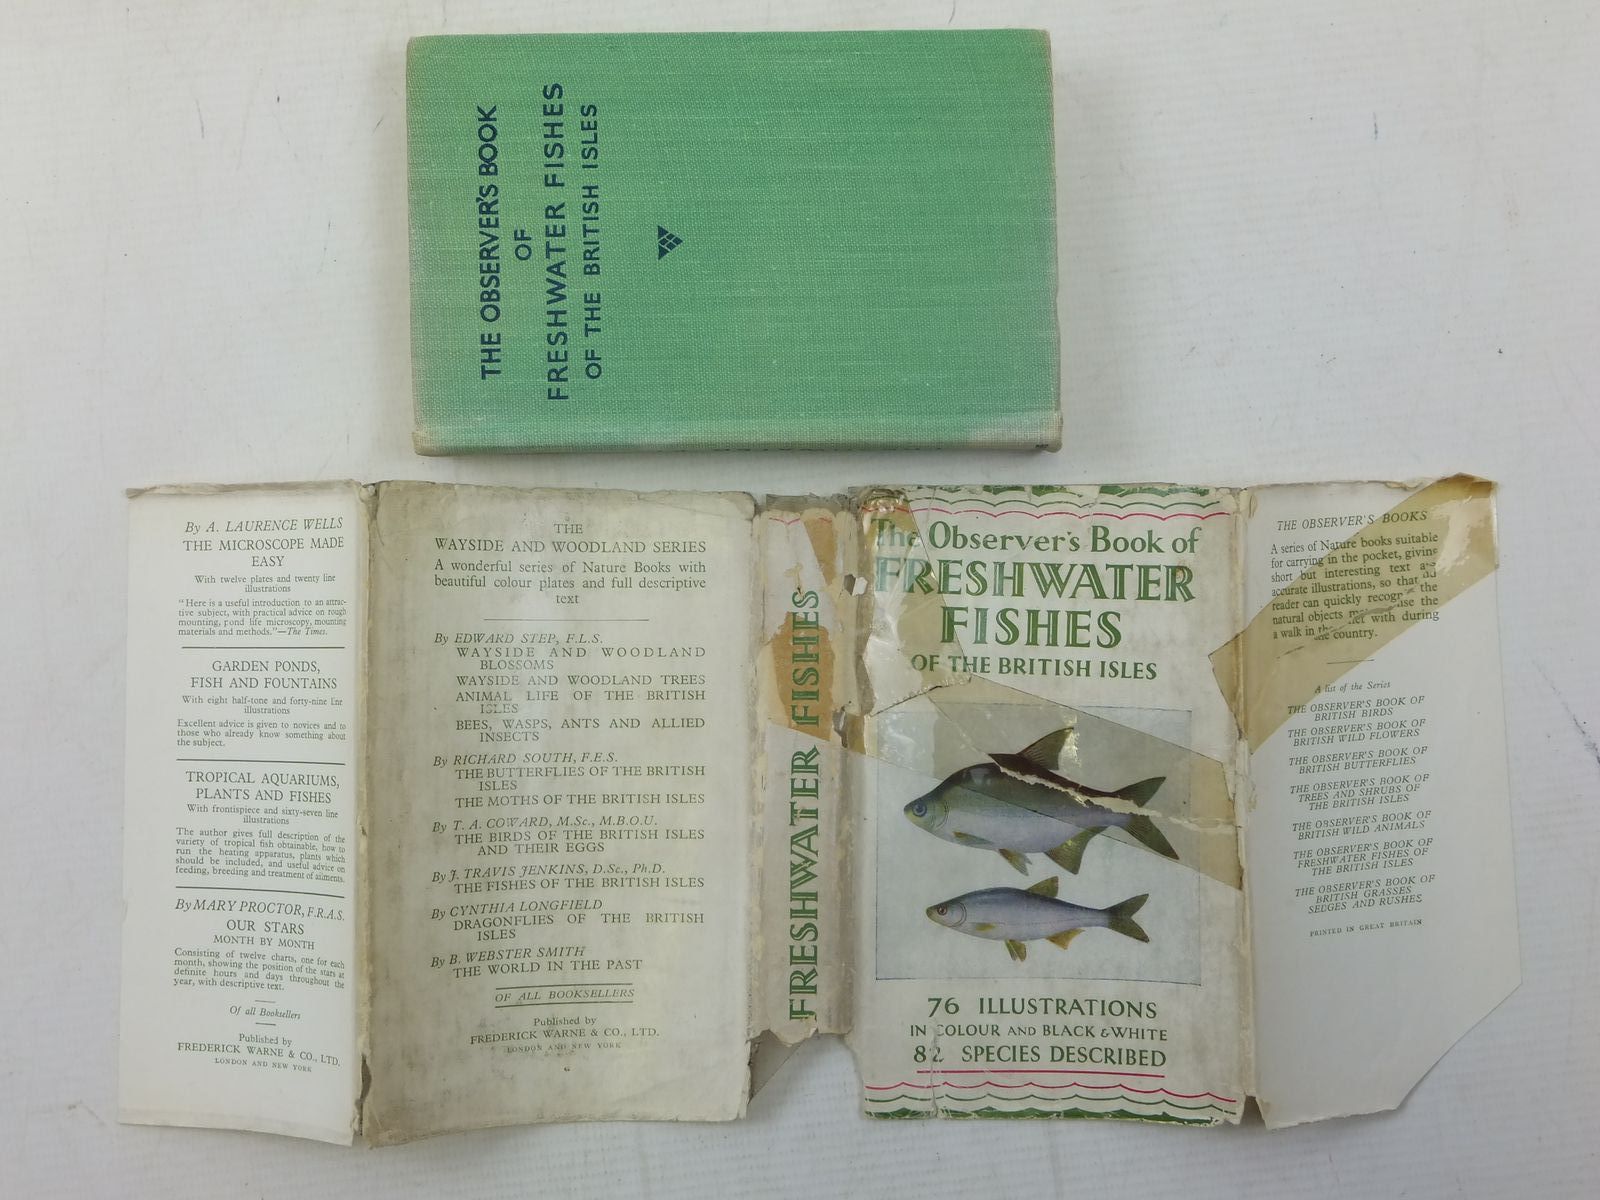 THE OBSERVER'S BOOK
OF
FRESHWATER FISHES
OF THE BRITISH ISLES
By A. LAURENCE WELLS
THE MICROSCOPE MADE
EASY
With twelve plates and twenty line
illustrations
"Here is a useful introduction to an attrac-
tive subject, with practical advice on rough
mounting, pond life microscopy, mounting
materials and methods."—The Times.
GARDEN PONDS,
FISH AND FOUNTAINS
With eight half-tone and forty-nine line
illustrations
Excellent advice is given to novices and to
those who already know something about
the subject.
TROPICAL AQUARIUMS,
PLANTS AND FISHES
With frontispiece and sixty-seven line
illustrations
The author gives full description of the
variety of tropical fish obtainable, how to
run the heating apparatus, plants which
should be included, and useful advice on
feeding, breeding and treatment of ailments.
By MARY PROCTOR, F.R.A.S.
OUR STARS
MONTH BY MONTH
Consisting of twelve charts, one for each
month, showing the position of the stars at
definite hours and days throughout the
year, with descriptive text.
Of all Booksellers
Published by
FREDERICK WARNE & CO., LTD.
LONDON AND NEW YORK
THE
WAYSIDE AND WOODLAND SERIES
A wonderful series of Nature Books with
beautiful colour plates and full descriptive
text
By EDWARD STEP, F.L.S.
WAYSIDE AND WOODLAND
BLOSSOMS
WAYSIDE AND WOODLAND TREES
ANIMAL LIFE OF THE BRITISH
ISLES
BEES, WASPS, ANTS AND ALLIED
INSECTS
By RICHARD SOUTH, F.E.S.
THE BUTTERFLIES OF THE BRITISH
ISLES
THE MOTHS OF THE BRITISH ISLES
By T. A. COWARD, M.Sc., M.B.O.U.
THE BIRDS OF THE BRITISH ISLES
AND THEIR EGGS
By J. TRAVIS JENKINS, D.Sc., Ph.D.
THE FISHES OF THE BRITISH ISLES
By CYNTHIA LONGFIELD
DRAGONFLIES OF THE BRITISH
ISLES
By B. WEBSTER SMITH
THE WORLD IN THE PAST
OF ALL BOOKSELLERS
Published by
FREDERICK WARNE & CO., LTD.
LONDON AND NEW YORK
FRESHWATER FISHES
The Observer's Book of
FRESHWATER
FISHES
OF THE BRITISH ISLES
76 ILLUSTRATIONS
IN COLOUR AND BLACK & WHITE
82 SPECIES DESCRIBED
THE OBSERVER'S BOOKS
A series of Nature books suitable
for carrying in the pocket, giving
short but interesting text and
accurate illustrations, so that
reader can quickly recog the
natural objects use the
a walk in met with during
the country.
A list of the Series
THE OBSERVER'S BOOK OF
BRITISH BIRDS
THE OBSERVER'S BOOK OF
BRITISH WILD FLOWERS
THE OBSERVER'S BOOK OF
BRITISH BUTTERFLIES
THE OBSERVER'S BOOK OF
TREES AND SHRUBS OF
THE BRITISH ISLES
THE OBSERVER'S BOOK OF
BRITISH WILD ANIMALS
THE OBSERVER'S BOOK OF
FRESHWATER FISHES OF
THE BRITISH ISLES
THE OBSERVER'S BOOK OF
BRITISH GRASSES
SEDGES AND RUSHES
PRINTED IN GREAT BRITAIN